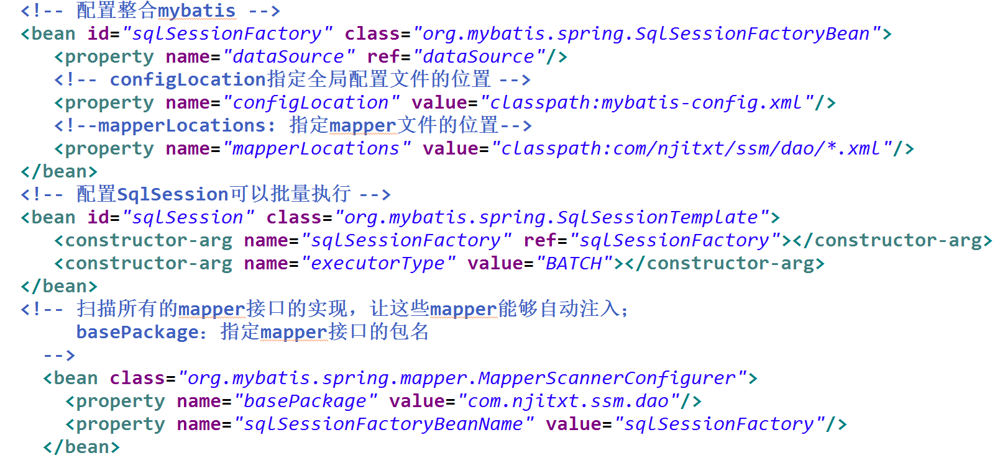 <!-- 配置整合mybatis -->
<bean id="sqlSessionFactory" class="org.mybatis.spring.SqlSessionFactoryBean">
<property name="dataSource" ref="dataSource"/>
<!-- configLocation指定全局配置文件的位置 -->
<property name="configLocation" value="classpath:mybatis-config.xml"/>
<!--mapperLocations: 指定mapper文件的位置-->
<property name="mapperLocations" value="classpath:com/njitxt/ssm/dao/*.xml"/>
</bean>
<!-- 配置SqlSession可以批量执行 -->
<bean id="sqlSession" class="org.mybatis.spring.SqlSessionTemplate">
<constructor-arg name="sqlSessionFactory" ref="sqlSessionFactory"></constructor-arg>
<constructor-arg name="executorType" value="BATCH"></constructor-arg>
</bean>
<!-- 扫描所有的mapper接口的实现，让这些mapper能够自动注入；
basePackage：指定mapper接口的包名
-->
<bean class="org.mybatis.spring.mapper.MapperScannerConfigurer">
<property name="basePackage" value="com.njitxt.ssm.dao"/>
<property name="sqlSessionFactoryBeanName" value="sqlSessionFactory"/>
</bean>